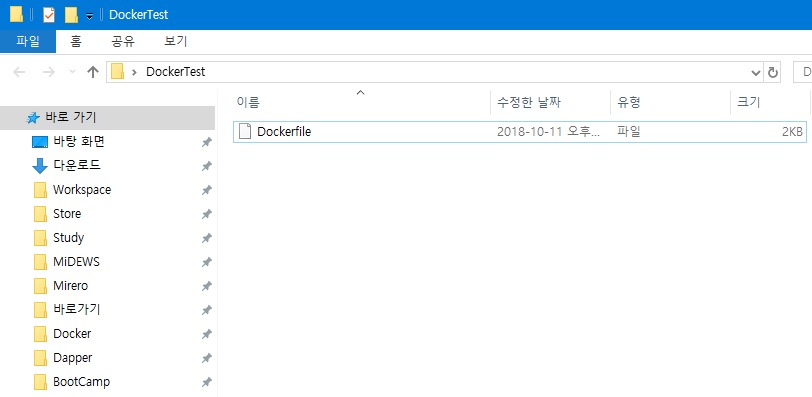 DockerTest
파일 홈 공유 보기
DockerTest
이름 수정한 날짜 유형 크기
바로 가기
Dockerfile 2018-10-11 오후... 파일 2KB
바탕 화면
다운로드
Workspace
Store
Study
MiDEWS
Mirero
바로가기
Docker
Dapper
BootCamp